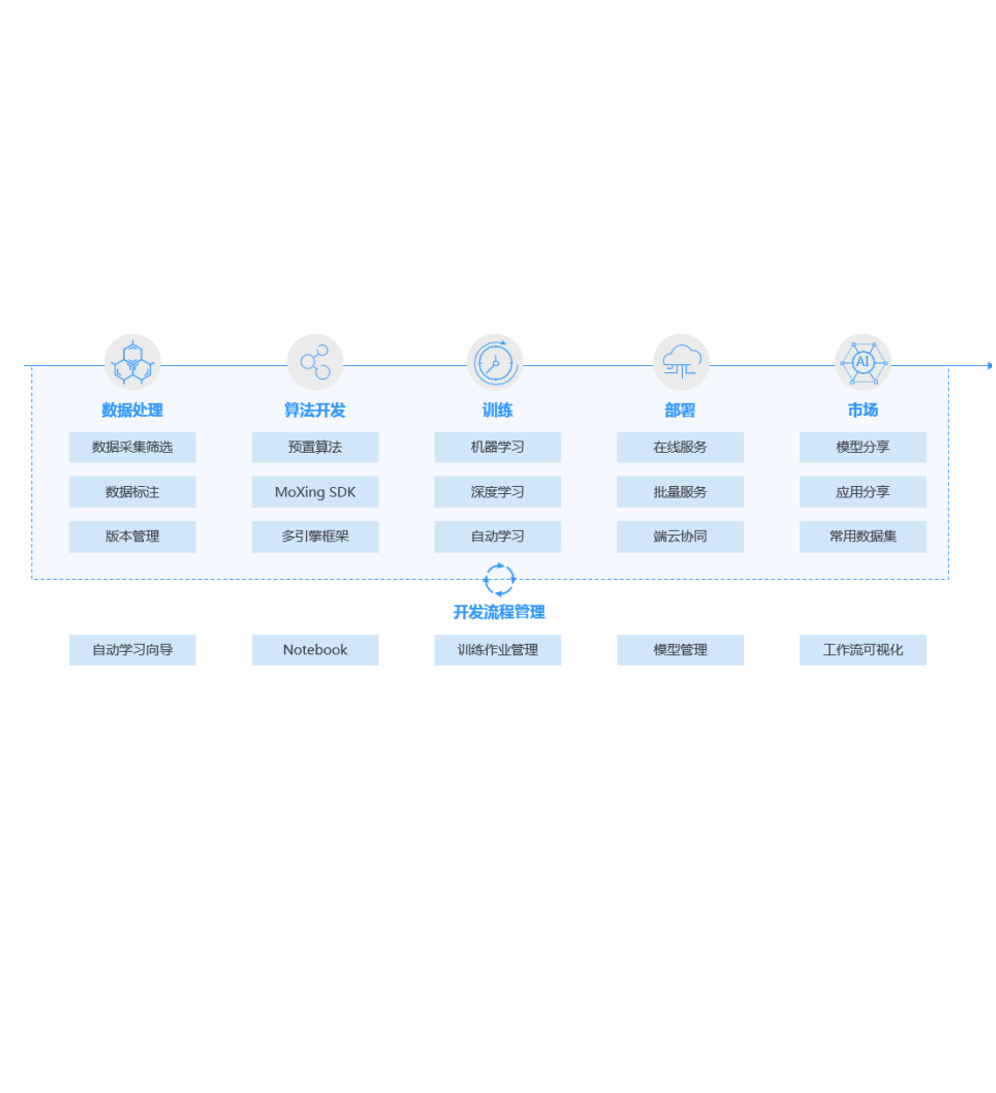 AI
数据处理
算法开发
训练
部署
市场
数据采集筛选
预置算法
机器学习
在线服务
模型分享
数据标注
MoXing SDK
深度学习
批量服务
应用分享
版本管理
多引擎框架
自动学习
端云协同
常用数据集
开发流程管理
自动学习向导
Notebook
训练作业管理
模型管理
工作流可视化